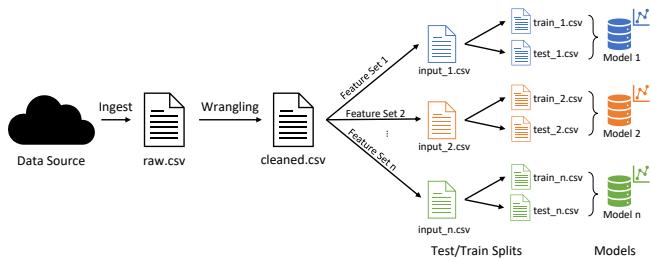 Data Source
Ingest
raw.csv
Wrangling
cleaned.csv
Feature Set 1
Feature Set 2
...
Feature Set n
input_1.csv
input_2.csv
input_n.csv
train_1.csv
test_1.csv
train_2.csv
test_2.csv
train_n.csv
test_n.csv
Model 1
Model 2
Model n
Test/Train Splits
Models